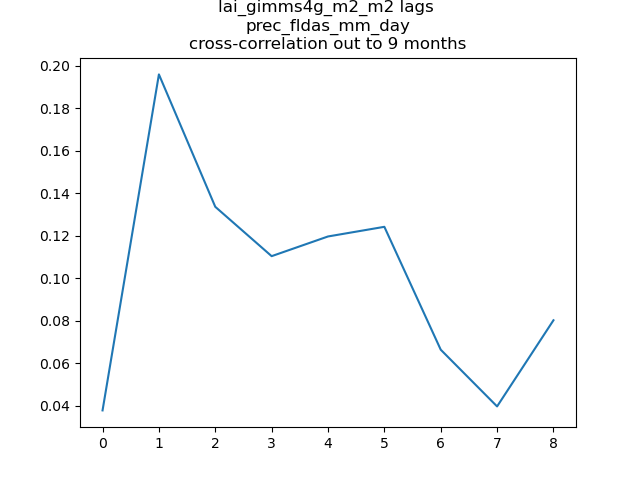 lai_gimms4g_m2_m2 lags
prec_fldas_mm_day
cross-correlation out to 9 months
0.20
0.18
0.16
0.14
0.12
0.10
0.08
0.06
0.04
0 1 2 3 4 5 6 7 8